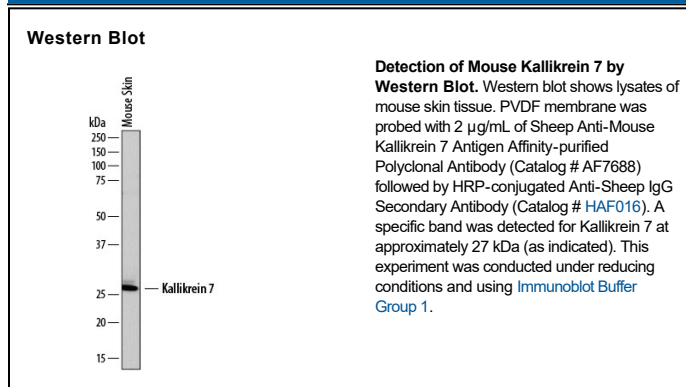 Western Blot
Mouse Skin
kDa
250
150
100
75
50
37
25
20
15
Kallikrein 7
Detection of Mouse Kallikrein 7 by
Western Blot. Western blot shows lysates of
mouse skin tissue. PVDF membrane was
probed with 2 µg/mL of Sheep Anti-Mouse
Kallikrein 7 Antigen Affinity-purified
Polyclonal Antibody (Catalog # AF7688)
followed by HRP-conjugated Anti-Sheep IgG
Secondary Antibody (Catalog # HAF016). A
specific band was detected for Kallikrein 7 at
approximately 27 kDa (as indicated). This
experiment was conducted under reducing
conditions and using Immunoblot Buffer
Group 1.